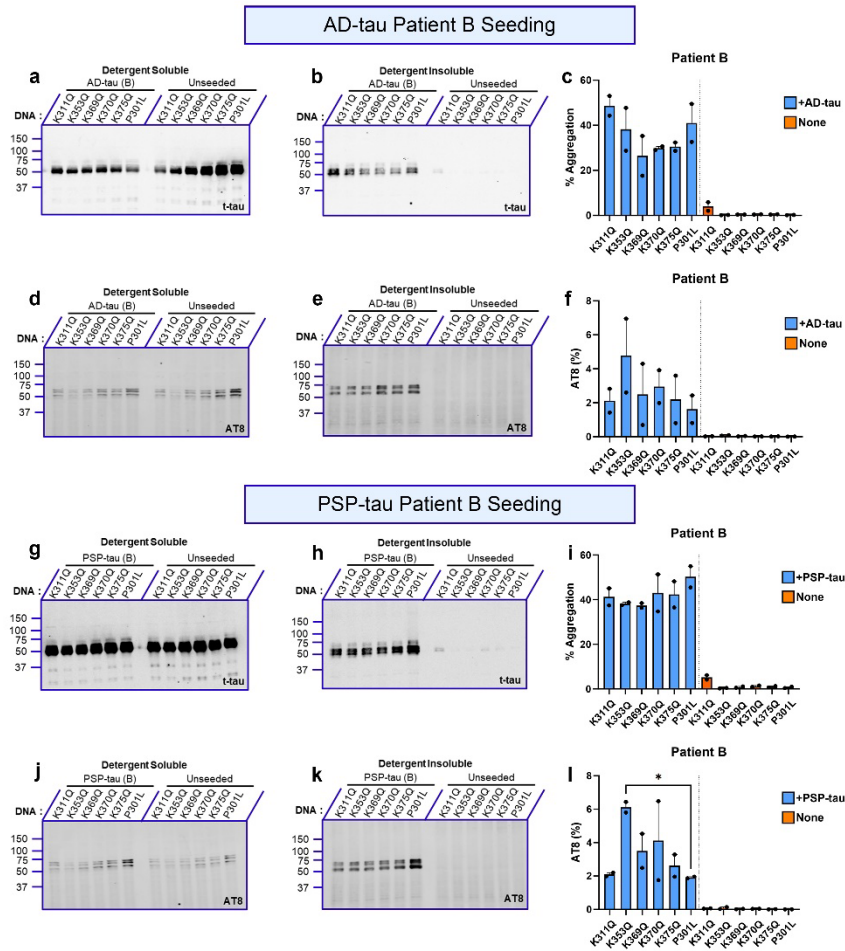 AD-tau Patient B Seeding
a
Detergent Soluble
AD-tau (B) Unseeded
DNA : K311Q K353Q K369Q K370Q K375Q P301L K311Q K353Q K369Q K370Q K375Q P301L
150
100
75
50
37
t-tau
b
Detergent Insoluble
AD-tau (B) Unseeded
K311Q K353Q K369Q K370Q K375Q P301L K311Q K353Q K369Q K370Q K375Q P301L
t-tau
c
Patient B
% Aggregation
60
40
20
0
K311Q K353Q K369Q K370Q K375Q P301L K311Q K353Q K369Q K370Q K375Q P301L
+AD-tau
None
d
Detergent Soluble
AD-tau (B) Unseeded
DNA : K311Q K353Q K369Q K370Q K375Q P301L K311Q K353Q K369Q K370Q K375Q P301L
150
100
75
50
37
AT8
e
Detergent Insoluble
AD-tau (B) Unseeded
K311Q K353Q K369Q K370Q K375Q P301L K311Q K353Q K369Q K370Q K375Q P301L
150
100
75
50
37
AT8
f
Patient B
AT8 (%)
8
6
4
2
0
K311Q K353Q K369Q K370Q K375Q P301L K311Q K353Q K369Q K370Q K375Q P301L
+AD-tau
None
PSP-tau Patient B Seeding
g
Detergent Soluble
PSP-tau (B) Unseeded
DNA : K311Q K353Q K369Q K370Q K375Q P301L K311Q K353Q K369Q K370Q K375Q P301L
150
100
75
50
37
t-tau
h
Detergent Insoluble
PSP-tau (B) Unseeded
K311Q K353Q K369Q K370Q K375Q P301L K311Q K353Q K369Q K370Q K375Q P301L
150
100
75
50
37
t-tau
i
Patient B
% Aggregation
60
40
20
0
K311Q K353Q K369Q K370Q K375Q P301L K311Q K353Q K369Q K370Q K375Q P301L
+PSP-tau
None
j
Detergent Soluble
PSP-tau (B) Unseeded
DNA : K311Q K353Q K369Q K370Q K375Q P301L K311Q K353Q K369Q K370Q K375Q P301L
150
100
75
50
37
AT8
k
Detergent Insoluble
PSP-tau (B) Unseeded
K311Q K353Q K369Q K370Q K375Q P301L K311Q K353Q K369Q K370Q K375Q P301L
150
100
75
50
37
AT8
l
Patient B
AT8 (%)
8
6
4
2
0
*
K311Q K353Q K369Q K370Q K375Q P301L K311Q K353Q K369Q K370Q K375Q P301L
+PSP-tau
None